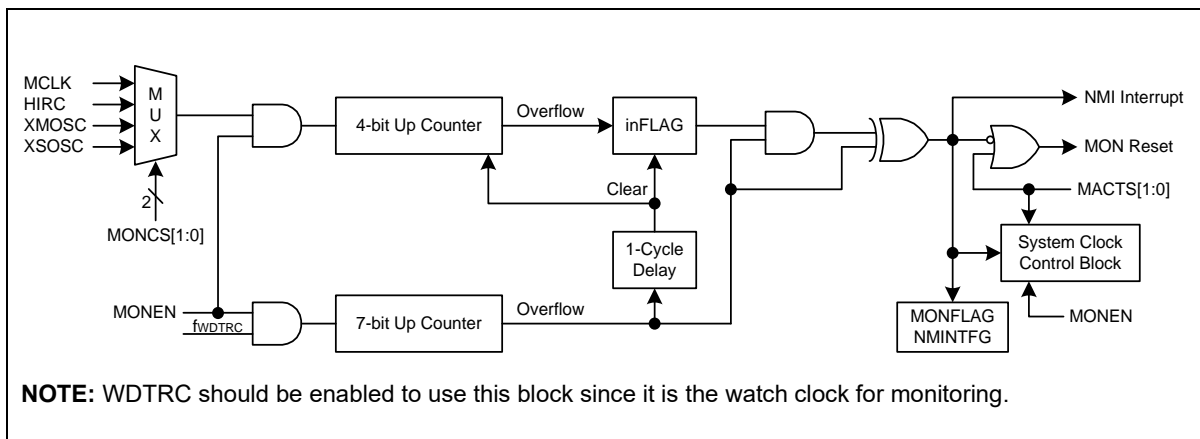 MCLK
HIRC
XMOSC
XSOSC
M
U
X
2
MONCS[1:0]
4-bit Up Counter
Overflow
inFLAG
Clear
1-Cycle
Delay
MONEN
fWDTRC
7-bit Up Counter
Overflow
NMI Interrupt
MON Reset
MACTS[1:0]
System Clock
Control Block
MONFLAG
NMINTFG
MONEN
NOTE: WDTRC should be enabled to use this block since it is the watch clock for monitoring.